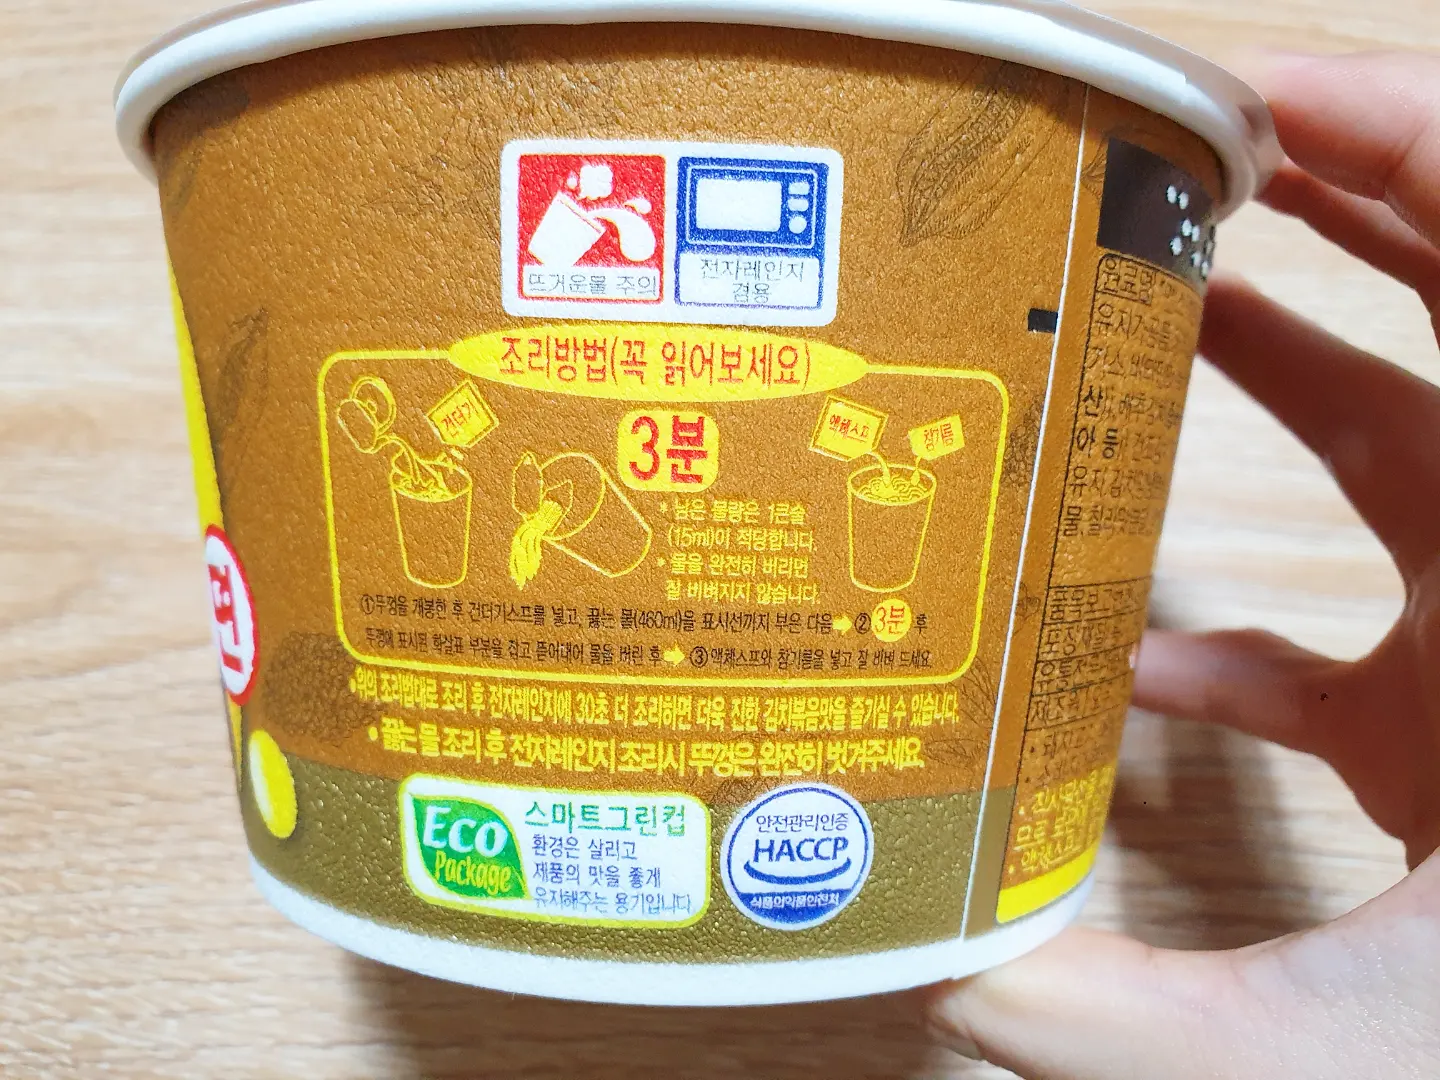 뜨거운물 주의
전자레인지
겸용
조리방법(꼭 읽어보세요)
건더기
3분
액체스프
참기름
* 남은 물량은 1큰술
(15ml)이 적당합니다.
* 물을 완전히 버리면
잘 비벼지지 않습니다.
①뚜껑을 개봉한 후 건더기스프를 넣고, 끓는 물(460ml)을 표시선까지 부은 다음➡②3분 후
뚜껑에 표시된 화살표 부분을 잡고 뜯어내어 물을 버린 후➡③액체스프와 참기름을 넣고 잘 비벼 드세요.
•위의 조리법대로 조리 후 전자레인지에 30초 더 조리하면 더욱 진한 김치볶음맛을 즐기실 수 있습니다.
•끓는 물 조리 후 전자레인지 조리시 뚜껑은 완전히 벗겨주세요.
Eco
Package
스마트그린컵
환경은 살리고
제품의 맛을 좋게
유지해주는 용기입니다
안전관리인증
HACCP
식품의약품안전처
면
원료명
유지가공품